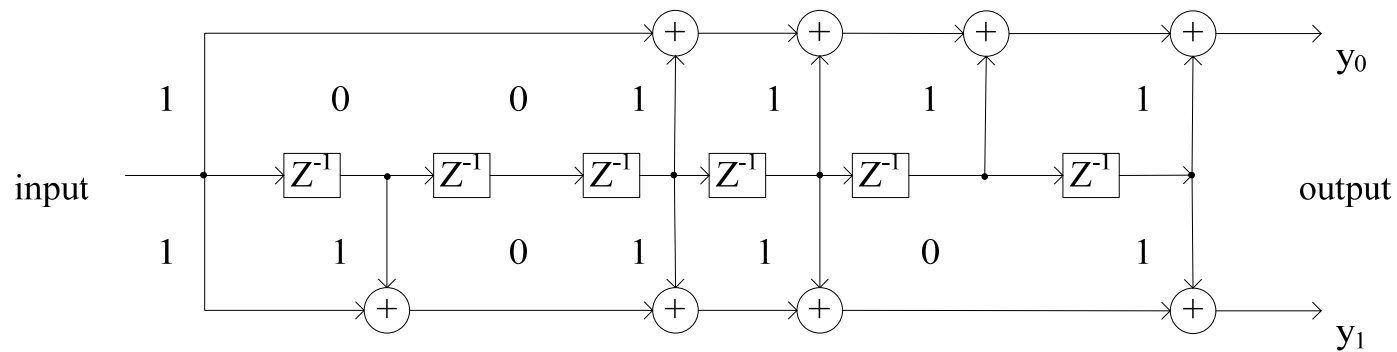 + + + +
y₀
1 0 0 1 1 1 1
input Z⁻¹ Z⁻¹ Z⁻¹ Z⁻¹ Z⁻¹ Z⁻¹ output
1 1 0 1 1 0 1
+ + + +
y₁